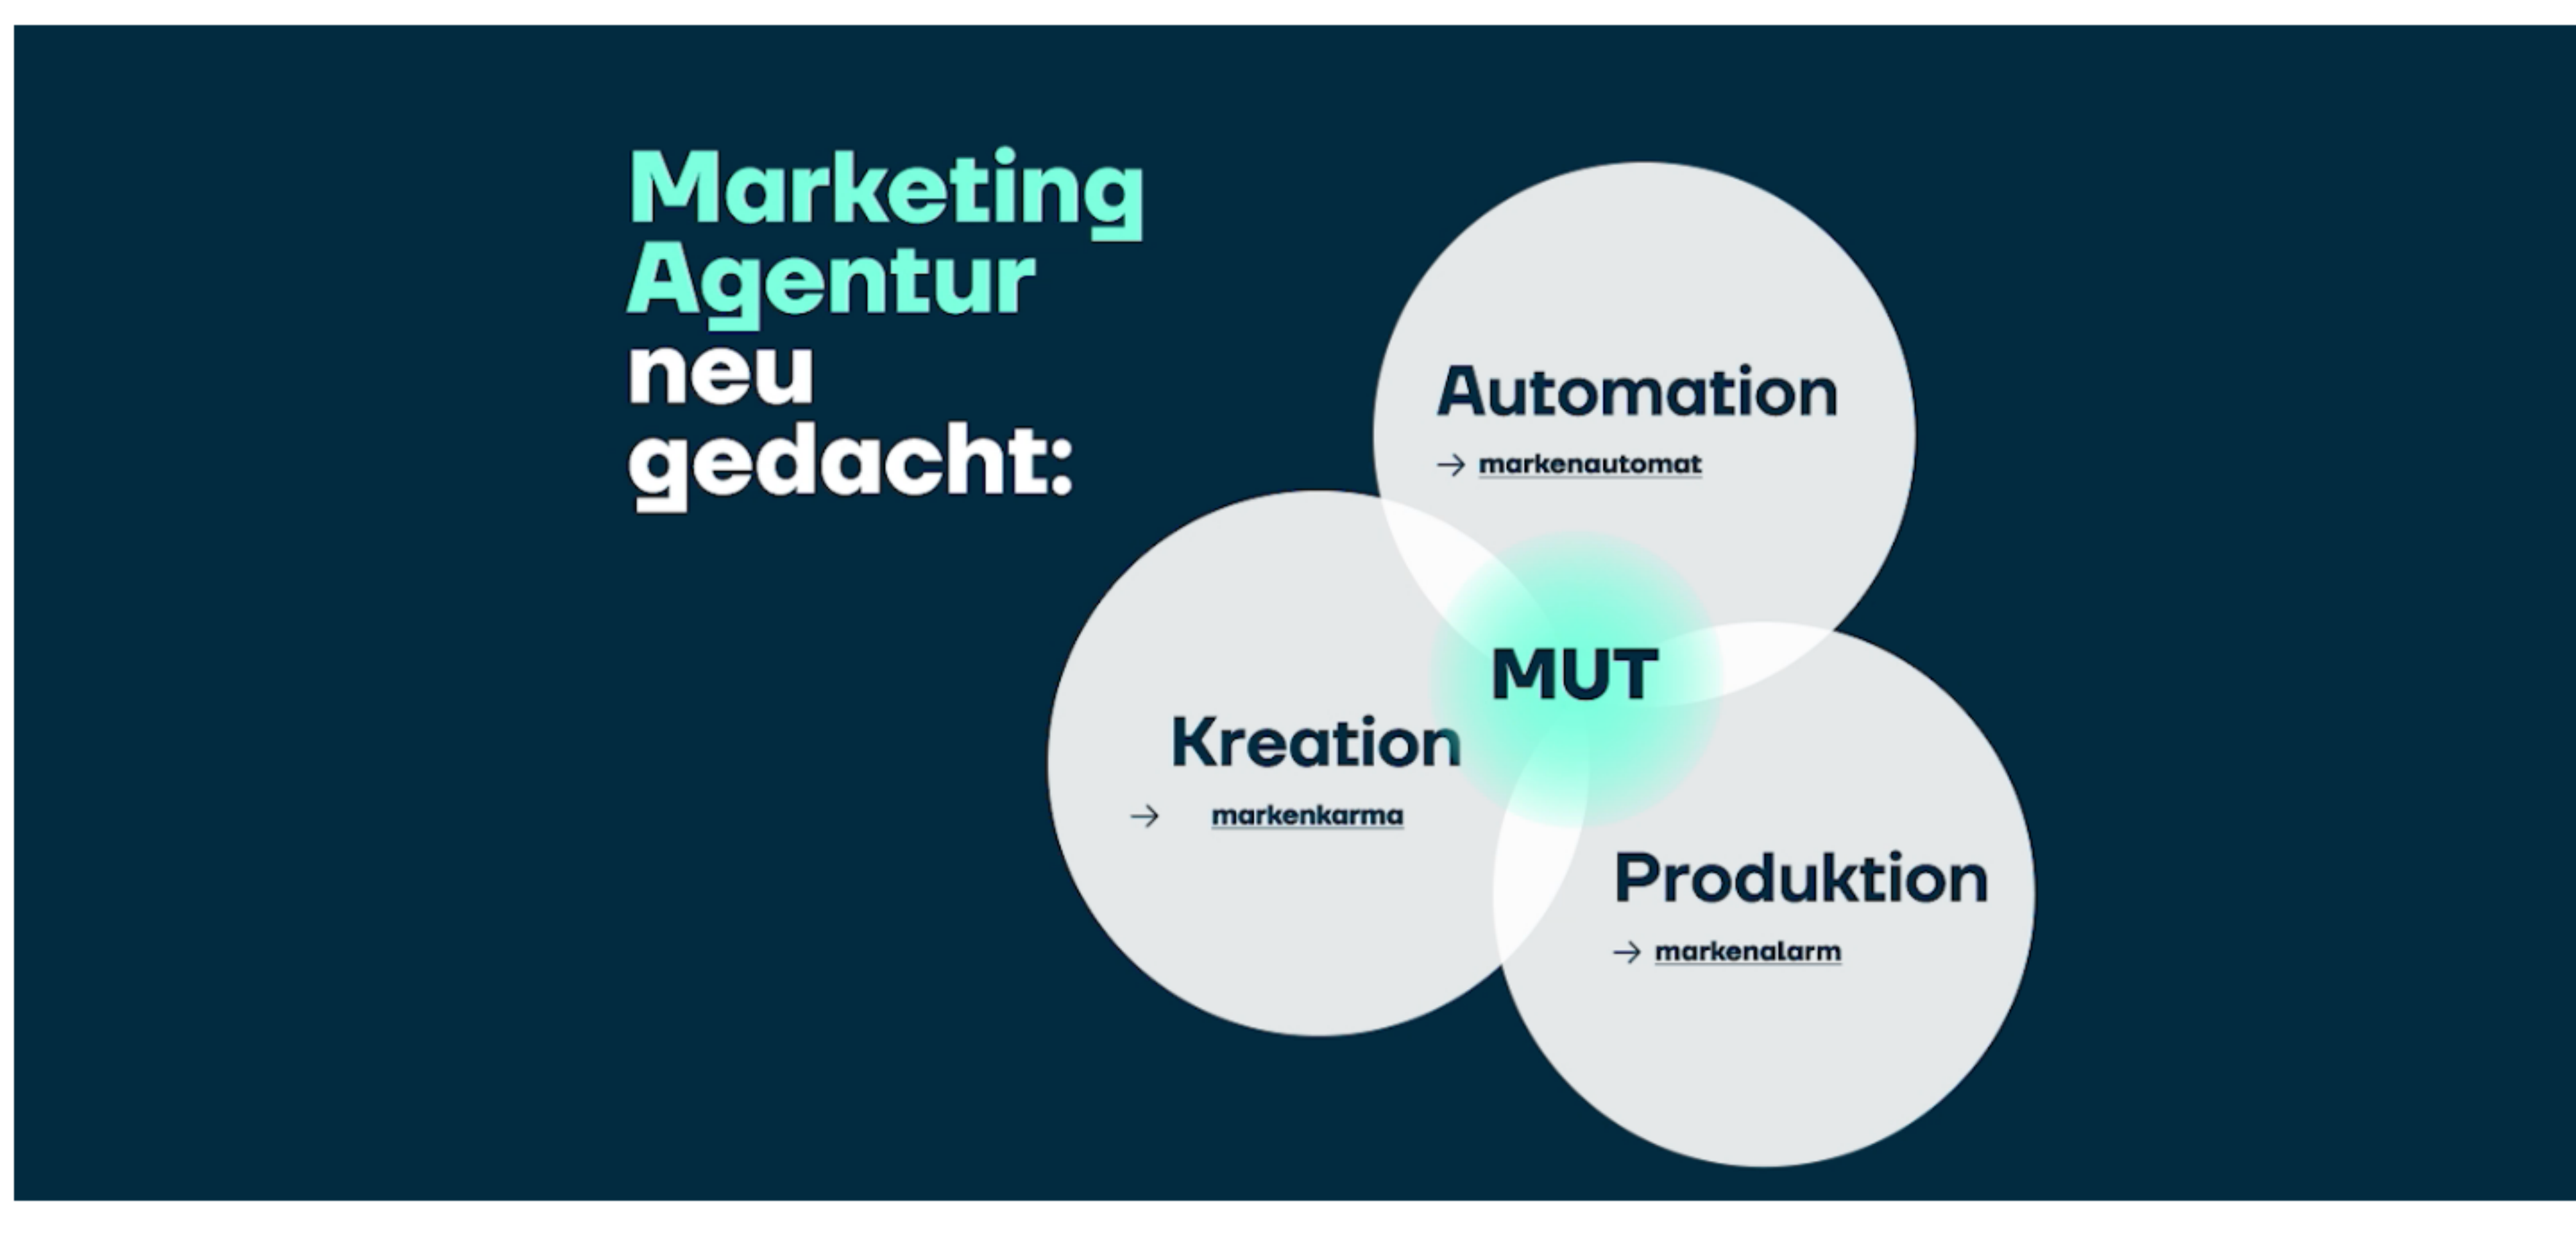 Marketing
Agentur
neu
gedacht:
Automation
→ markenautomat
MUT
Kreation
→ markenkarma
Produktion
→ markenalarm